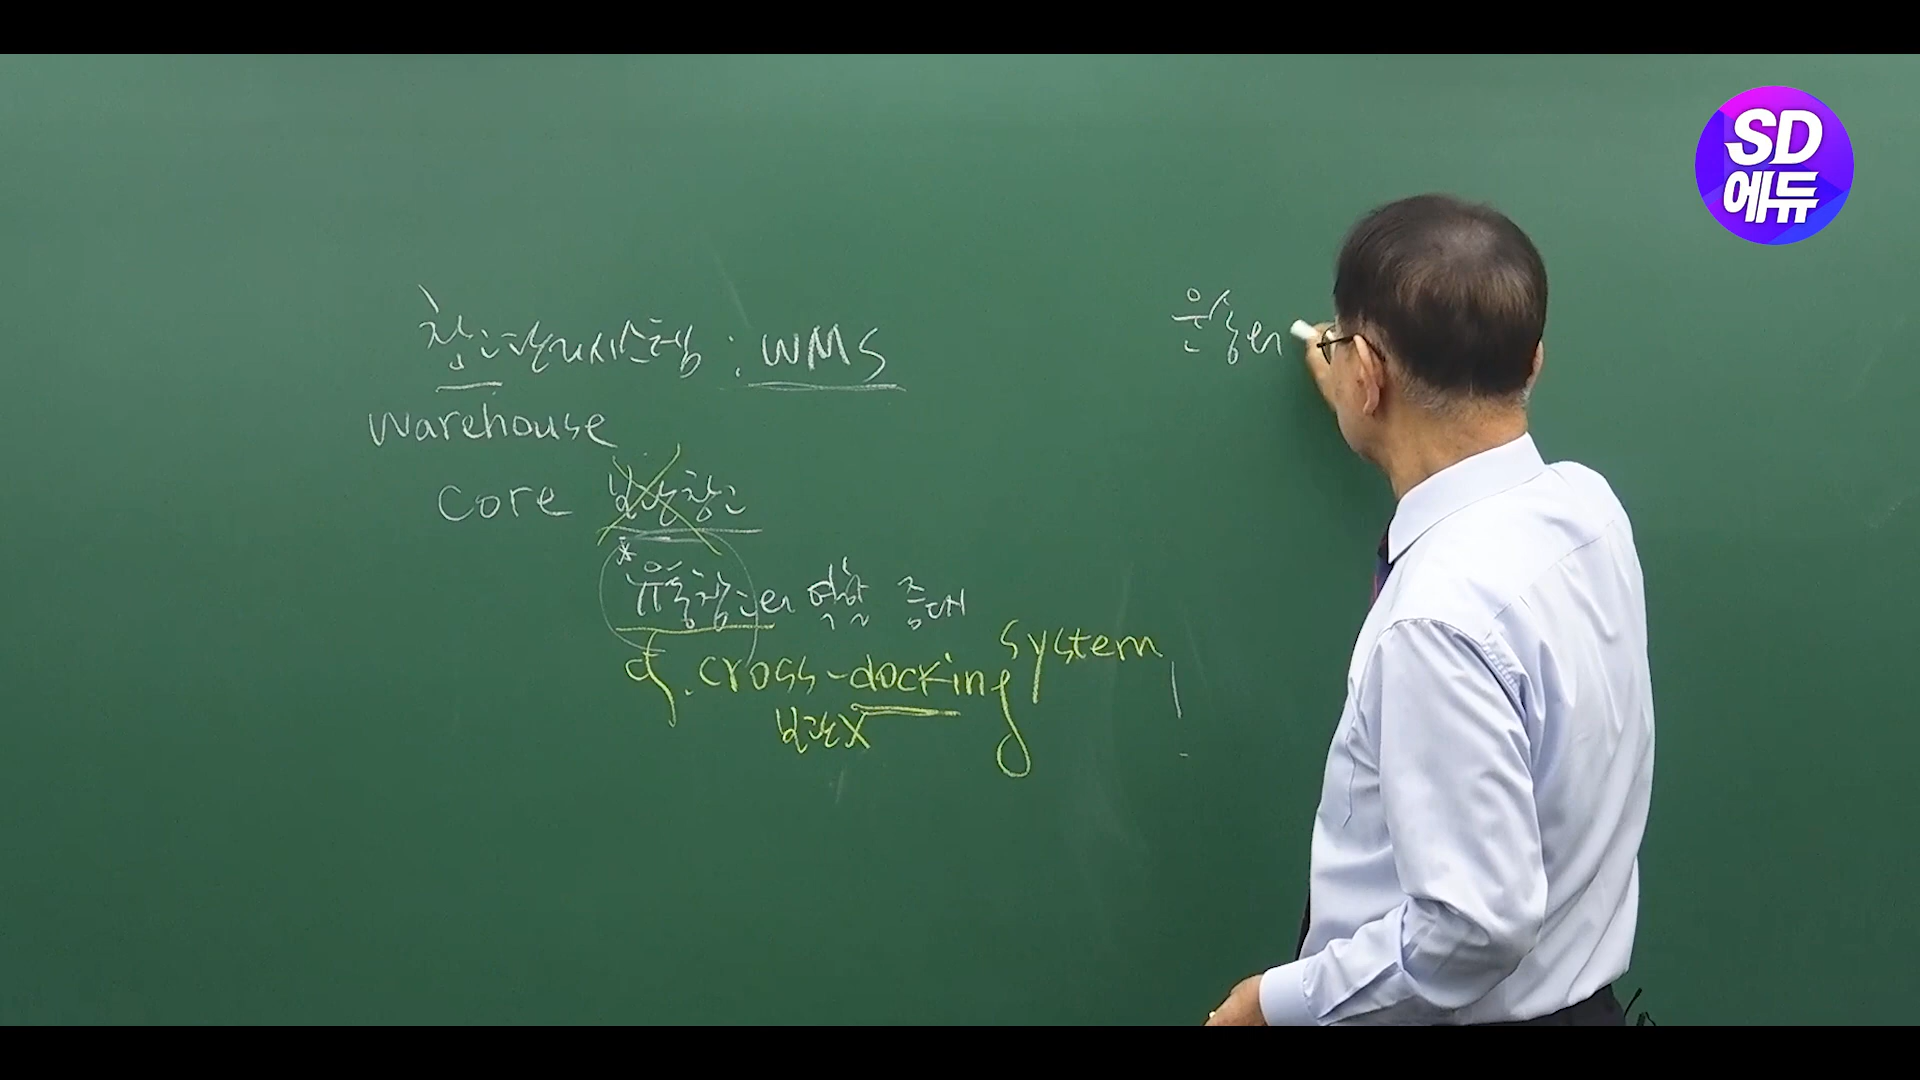 창고관리시스템 : WMS
warehouse
core 보관창고
* 유통창고의 역할 증대
cf. cross-docking system
보관X
운송의
SD
에듀